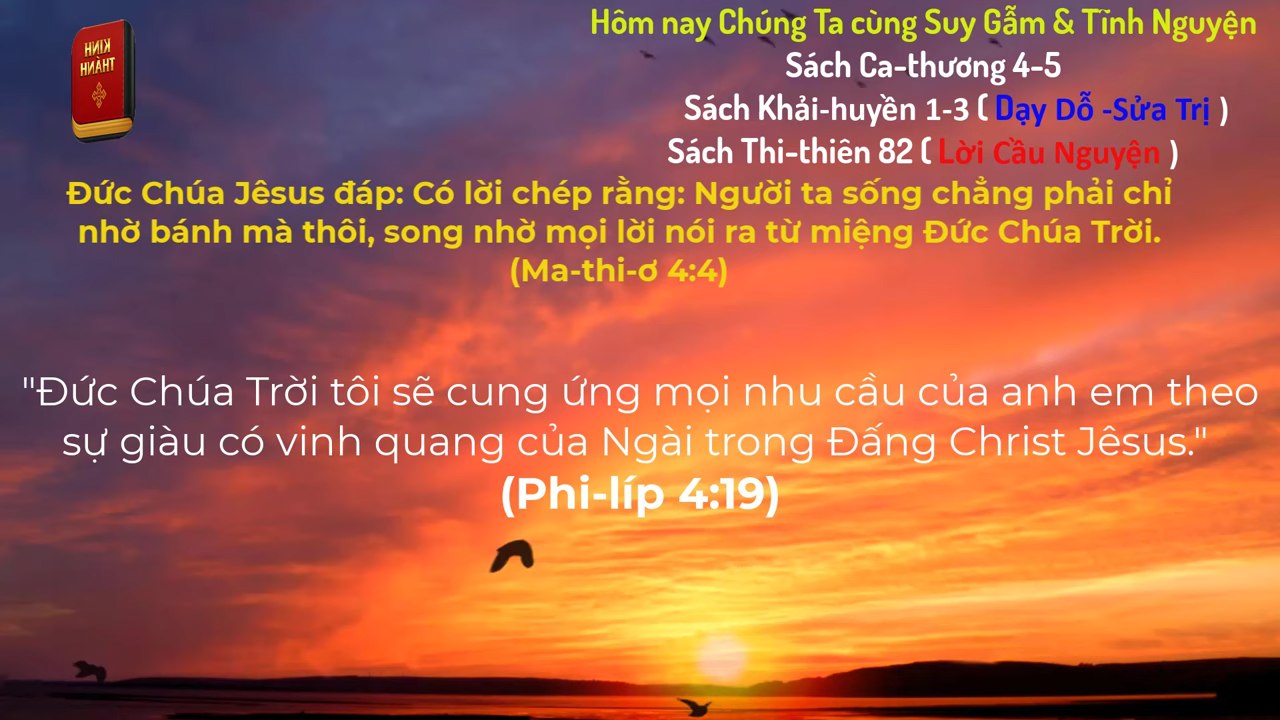 KINH
THÁNH
Hôm nay Chúng Ta cùng Suy Gẫm & Tĩnh Nguyện
Sách Ca-thương 4-5
Sách Khải-huyền 1-3 ( Dạy Dỗ -Sửa Trị )
Sách Thi-thiên 82 ( Lời Cầu Nguyện )
Đức Chúa Jêsus đáp: Có lời chép rằng: Người ta sống chẳng phải chỉ
nhờ bánh mà thôi, song nhờ mọi lời nói ra từ miệng Đức Chúa Trời.
(Ma-thi-ơ 4:4)
"Đức Chúa Trời tôi sẽ cung ứng mọi nhu cầu của anh em theo
sự giàu có vinh quang của Ngài trong Đấng Christ Jêsus."
(Phi-líp 4:19)